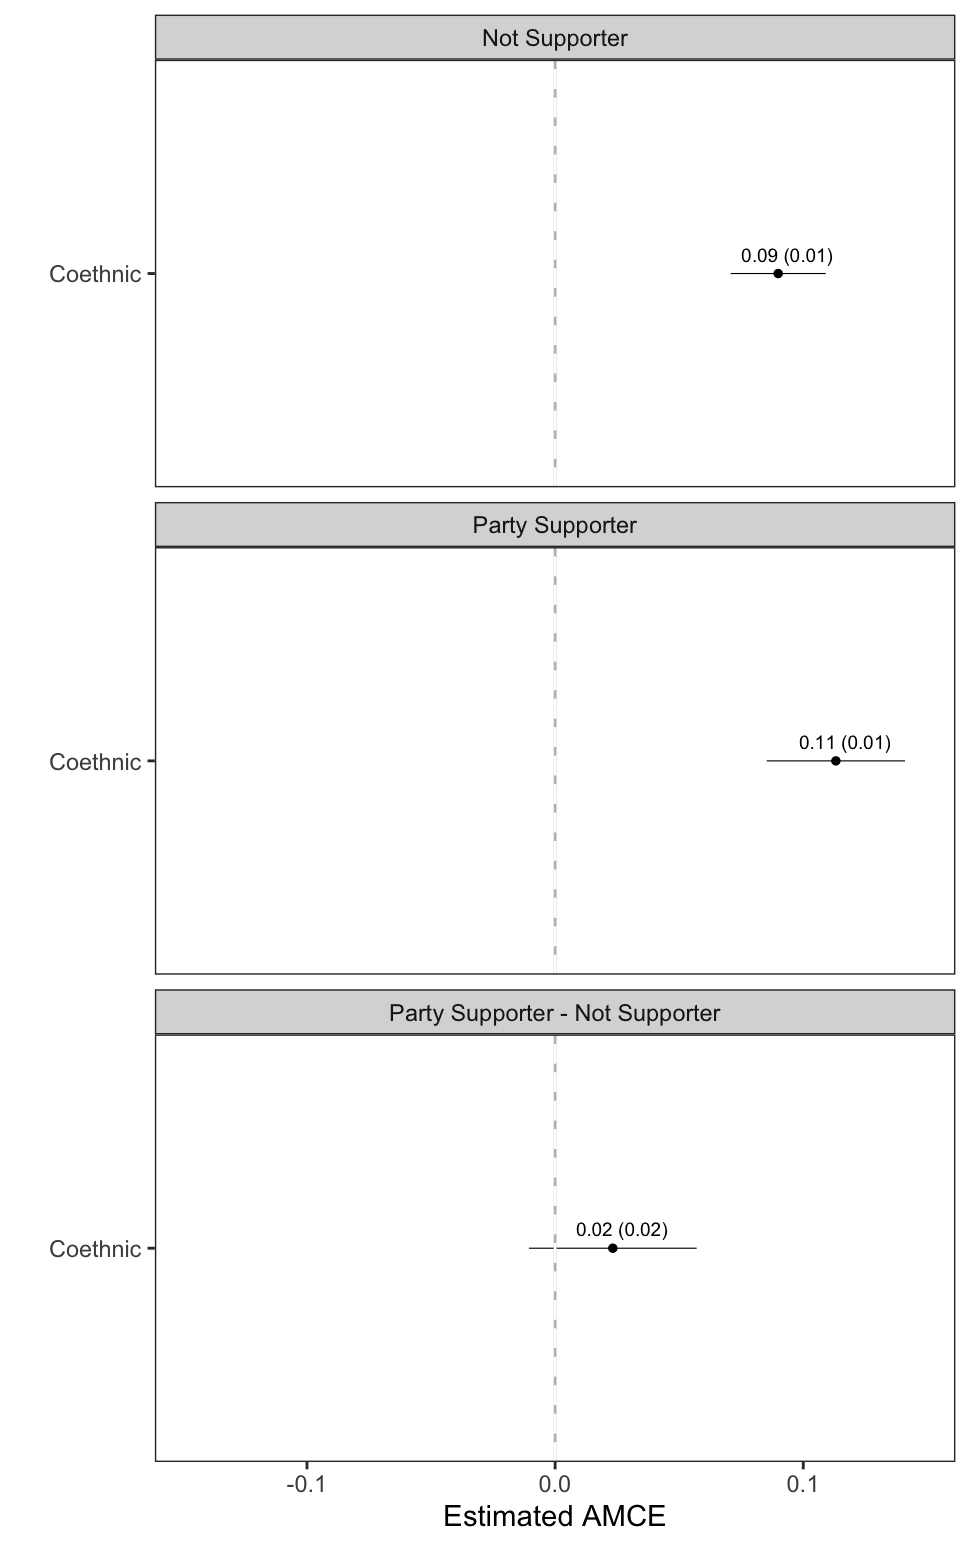 Not Supporter
0.09 (0.01)
Coethnic
Party Supporter
0.11 (0.01)
Coethnic
Party Supporter - Not Supporter
0.02 (0.02)
Coethnic
-0.1 0.0 0.1
Estimated AMCE